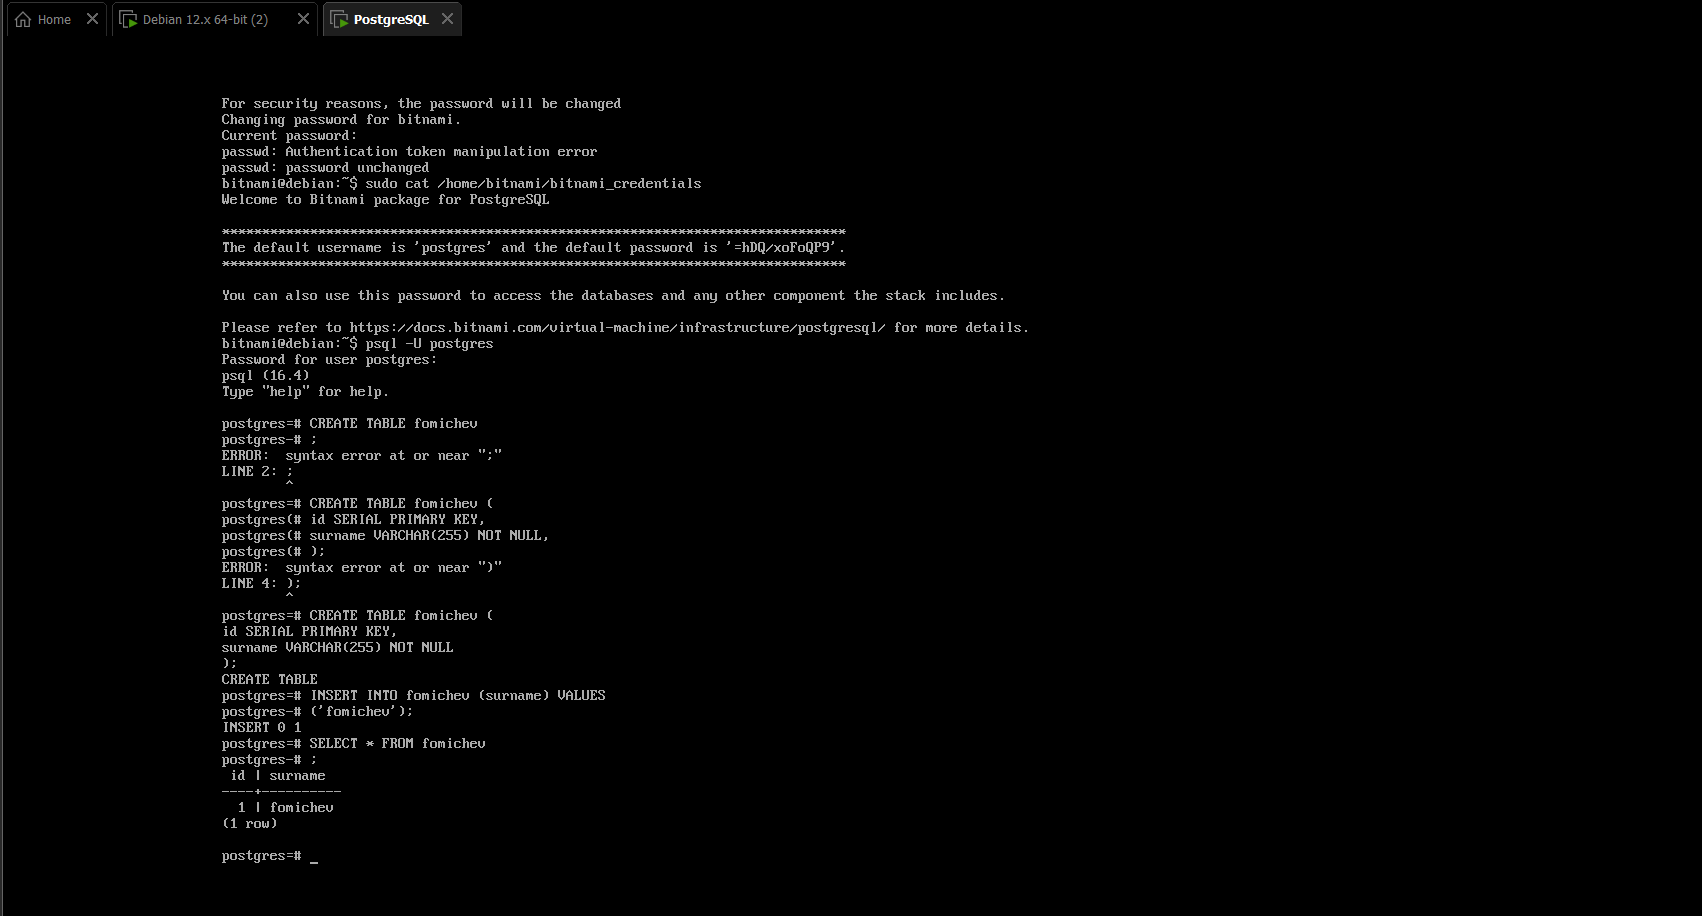 Home
Debian 12.x 64-bit (2)
PostgreSQL
For security reasons, the password will be changed
Changing password for bitnami.
Current password:
passwd: Authentication token manipulation error
passwd: password unchanged
bitnami@debian:~$ sudo cat /home/bitnami/bitnami_credentials
Welcome to Bitnami package for PostgreSQL
******************************************************************************
The default username is 'postgres' and the default password is '=hDQ/xoFoQP9'.
******************************************************************************
You can also use this password to access the databases and any other component the stack includes.
Please refer to https://docs.bitnami.com/virtual-machine/infrastructure/postgresql/ for more details.
bitnami@debian:~$ psql -U postgres
Password for user postgres:
psql (16.4)
Type "help" for help.
postgres=# CREATE TABLE fomichev
postgres-# ;
ERROR:  syntax error at or near ";"
LINE 2: ;
        ^
postgres=# CREATE TABLE fomichev (
postgres(# id SERIAL PRIMARY KEY,
postgres(# surname VARCHAR(255) NOT NULL,
postgres(# );
ERROR:  syntax error at or near ")"
LINE 4: );
        ^
postgres=# CREATE TABLE fomichev (
id SERIAL PRIMARY KEY,
surname VARCHAR(255) NOT NULL
);
CREATE TABLE
postgres=# INSERT INTO fomichev (surname) VALUES
postgres-# ('fomichev');
INSERT 0 1
postgres=# SELECT * FROM fomichev
postgres-# ;
 id | surname
----+----------
  1 | fomichev
(1 row)
postgres=# _